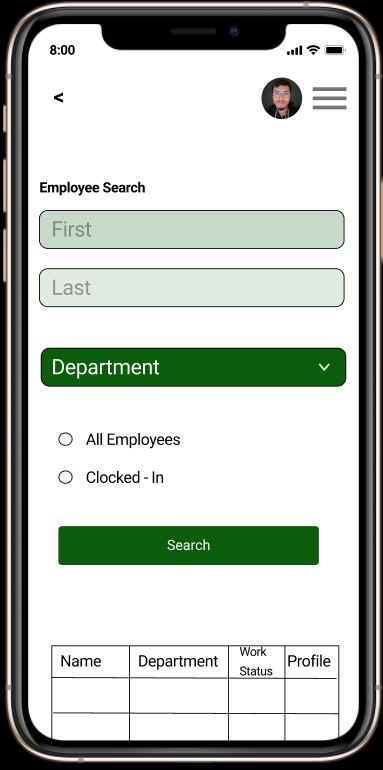 8:00
<
Employee Search
First
Last
Department
All Employees
Clocked - In
Search
Name Department Work Status Profile